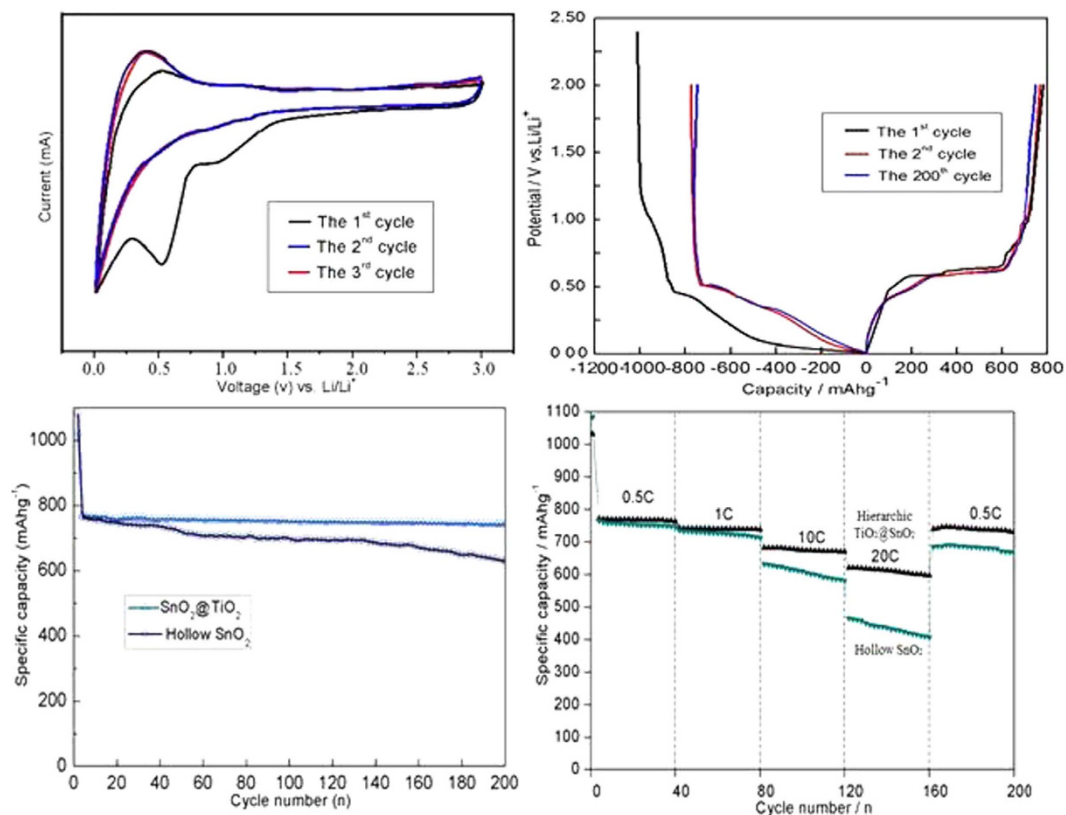 Current (mA)
The 1st cycle
The 2nd cycle
The 3rd cycle
0.0 0.5 1.0 1.5 2.0 2.5 3.0
Voltage (v) vs. Li/Li+
Potential / V vs.Li/Li+
2.50
2.00
1.50
1.00
0.50
0 00
The 1st cycle
The 2nd cycle
The 200th cycle
-1200 -1000 -800 -600 -400 -200 0 200 400 600 800
Capacity / mAhg-1
Specific capacity (mAhg-1)
1000
800
600
400
200
0
SnO2@TiO2
Hollow SnO2
0 20 40 60 80 100 120 140 160 180 200
Cycle number (n)
Specific capacity / mAhg-1
1100
1000
900
800
700
600
500
400
300
200
100
0
0.5C
1C
10C
Hierarchic
TiO2@SnO2
20C
0.5C
Hollow SnO2
0 40 80 120 160 200
Cycle number / n